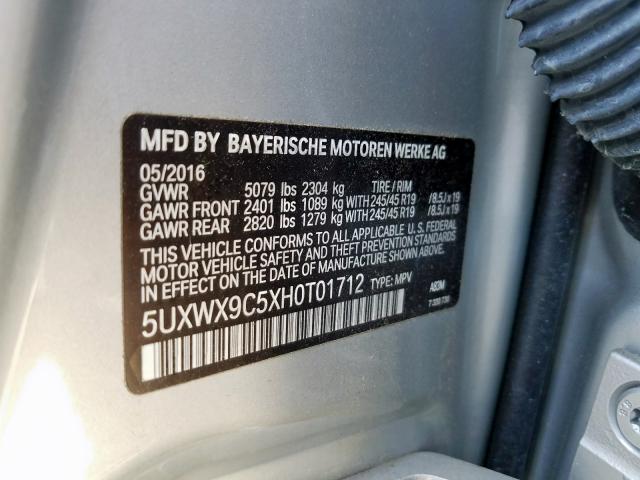 MFD BY BAYERISCHE MOTOREN WERKE AG
05/2016
GVWR 5079 lbs 2304 kg TIRE / RIM
GAWR FRONT 2401 lbs 1089 kg WITH 245/45 R19 / 8.5J x 19
GAWR REAR 2820 lbs 1279 kg WITH 245/45 R19 / 8.5J x 19
THIS VEHICLE CONFORMS TO ALL APPLICABLE U. S. FEDERAL
MOTOR VEHICLE SAFETY AND THEFT PREVENTION STANDARDS
IN EFFECT ON THE DATE OF MANUFACTURE SHOWN ABOVE.
5UXWX9C5XH0T01712 TYPE: MPV
A83M